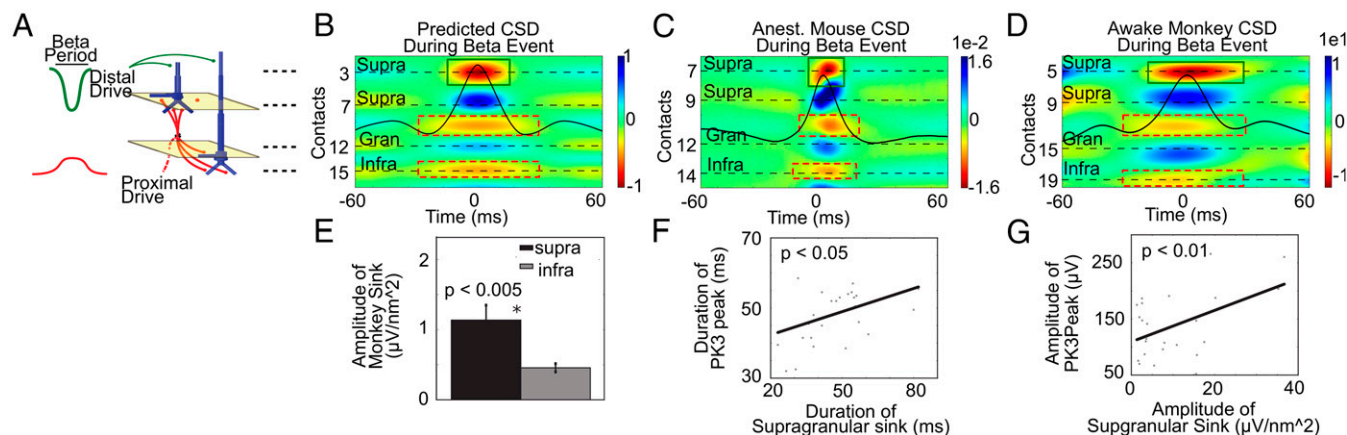 A
Beta
Period
Distal
Drive
Proximal
Drive
B
Predicted CSD
During Beta Event
Contacts
Supra
3
Supra
7
Gran
12
Infra
15
-60
0
60
Time (ms)
1
0
-1
C
Anest. Mouse CSD
During Beta Event
1e-2
Supra
7
Supra
9
Gran
12
Infra
14
-60
0
60
Time (ms)
1.6
0
-1.6
D
Awake Monkey CSD
During Beta Event
1e1
Supra
5
Supra
9
Gran
15
Infra
19
-60
0
60
Time (ms)
1
0
-1
E
Amplitude of
Monkey Sink
(µV/nm^2)
2
1
0
supra
infra
p < 0.005
*
F
Duration of
PK3 peak (ms)
70
50
30
p < 0.05
20
50
80
Duration of
Supragranular sink (ms)
G
Amplitude of
PK3Peak (µV)
250
150
50
p < 0.01
0
20
40
Amplitude of
Supgranular Sink (µV/nm^2)